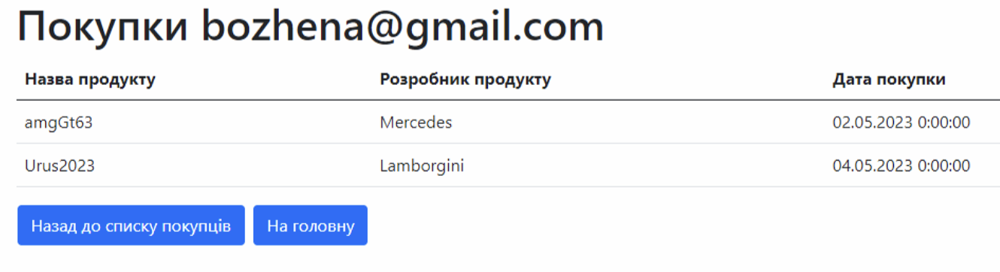 Покупки bozhena@gmail.com
Назва продукту Розробник продукту Дата покупки
amgGt63 Mercedes 02.05.2023 0:00:00
Urus2023 Lamborgini 04.05.2023 0:00:00
Назад до списку покупців На головну